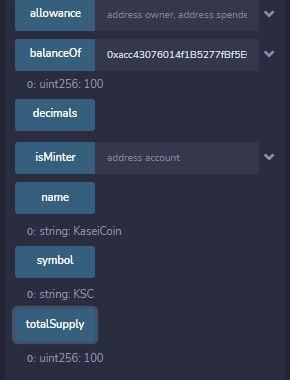 allowance address owner, address spende
balanceOf 0xacc43076014f1B5277fBf5E
0: uint256: 100
decimals
isMinter address account
name
0: string: KaseiCoin
symbol
0: string: KSC
totalSupply
0: uint256: 100